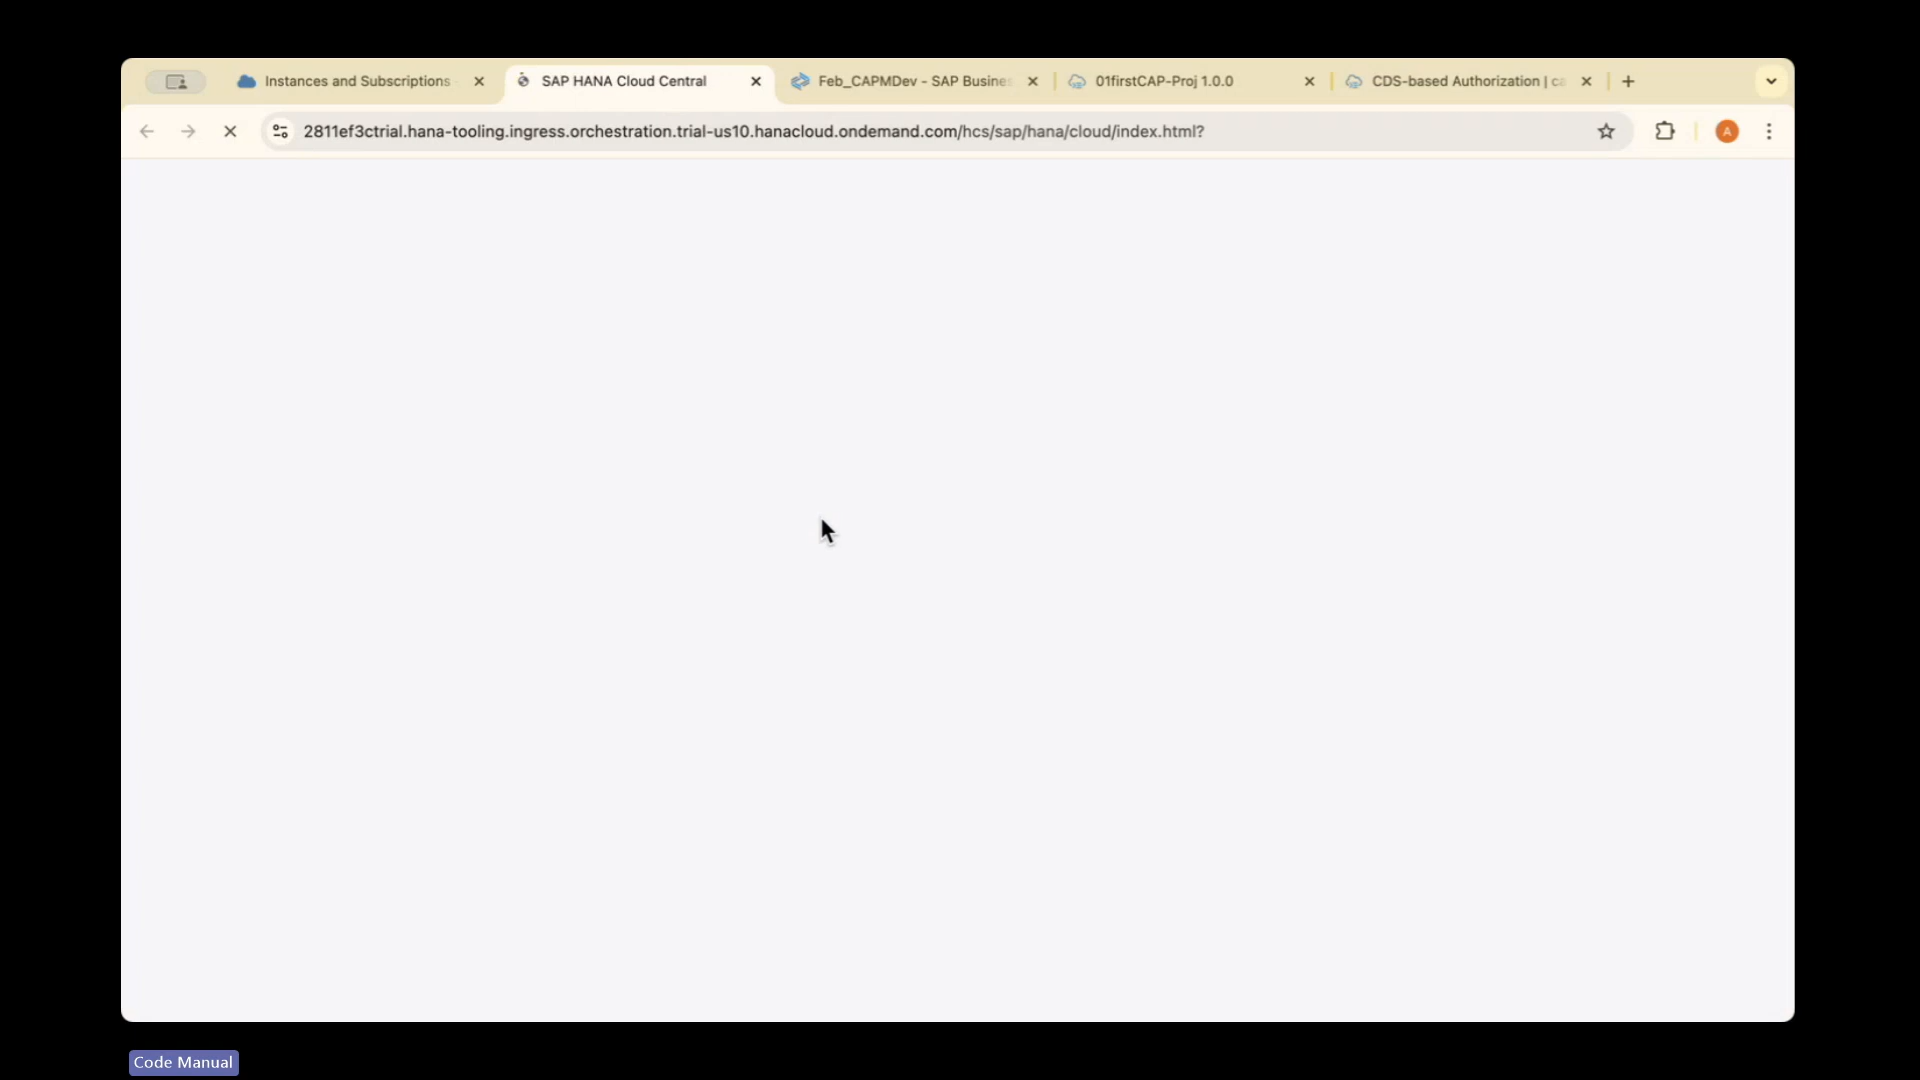 Instances and Subscriptions
SAP HANA Cloud Central
Feb_CAPMDev - SAP Busine
01firstCAP-Proj 1.0.0
CDS-based Authorization | ca
2811ef3ctrial.hana-tooling.ingress.orchestration.trial-us10.hanacloud.ondemand.com/hcs/sap/hana/cloud/index.html?
A
Code Manual